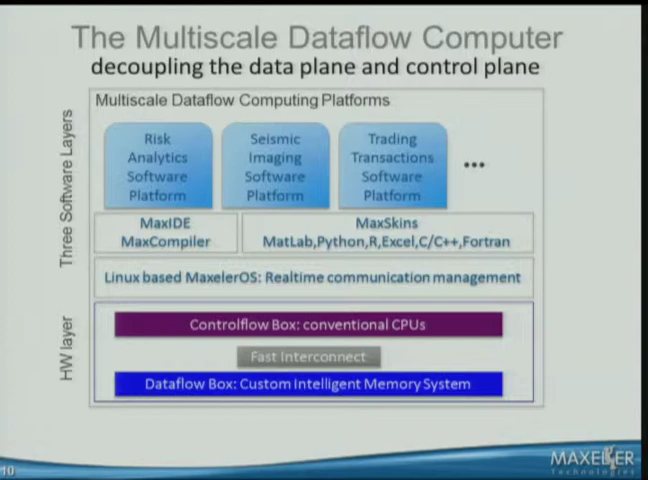 The Multiscale Dataflow Computer
decoupling the data plane and control plane
Multiscale Dataflow Computing Platforms
Three Software Layers
Risk
Analytics
Software
Platform
Seismic
Imaging
Software
Platform
Trading
Transactions
Software
Platform
...
MaxIDE
MaxCompiler
MaxSkins
MatLab,Python,R,Excel,C/C++,Fortran
Linux based MaxelerOS: Realtime communication management
HW layer
Controlflow Box: conventional CPUs
Fast Interconnect
Dataflow Box: Custom Intelligent Memory System
10
MAXELER
Technologies